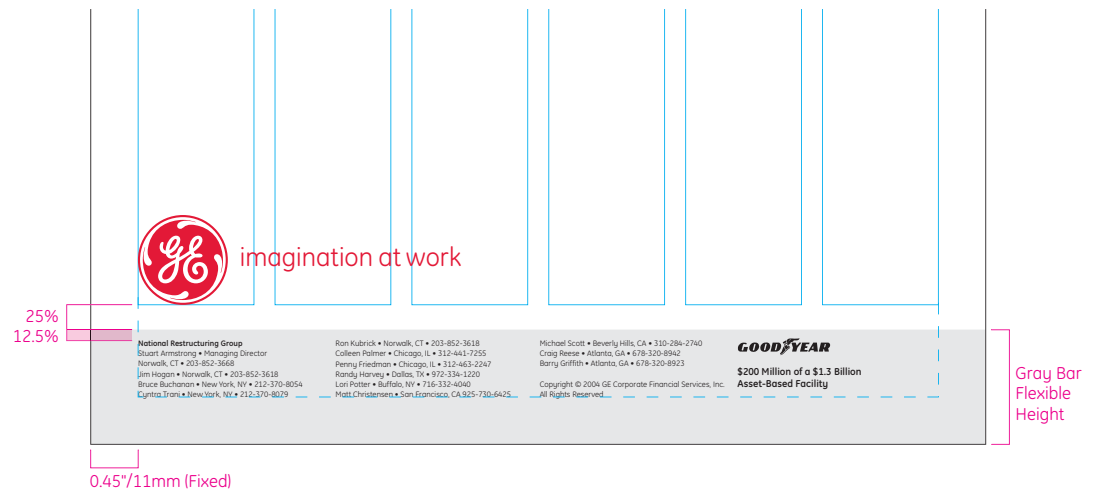 GE
imagination at work
25%
12.5%
National Restructuring Group
Stuart Armstrong • Managing Director
Norwalk, CT • 203-852-3668
Jim Hogan • Norwalk, CT • 203-852-3618
Bruce Buchanan • New York, NY • 212-370-8054
Cyntra Trani • New York, NY • 212-370-8079
Ron Kubrick • Norwalk, CT • 203-852-3618
Colleen Palmer • Chicago, IL • 312-441-7255
Penny Friedman • Chicago, IL • 312-463-2247
Randy Harvey • Dallas, TX • 972-334-1220
Lori Potter • Buffalo, NY • 716-332-4040
Matt Christensen • San Francisco, CA 925-730-6425
Michael Scott • Beverly Hills, CA • 310-284-2740
Craig Reese • Atlanta, GA • 678-320-8942
Barry Griffith • Atlanta, GA • 678-320-8923
Copyright © 2004 GE Corporate Financial Services, Inc.
All Rights Reserved
GOODYEAR
$200 Million of a $1.3 Billion
Asset-Based Facility
Gray Bar
Flexible
Height
0.45"/11mm (Fixed)